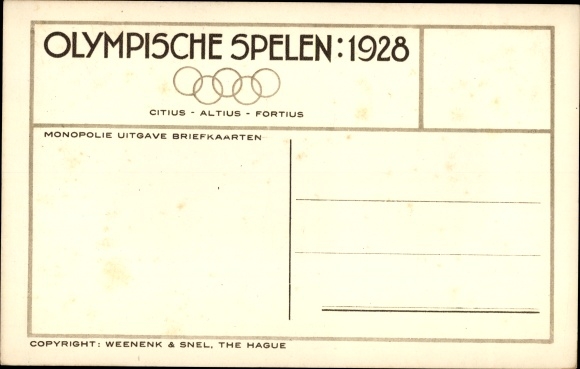 OLYMPISCHE SPELEN: 1928
CITIUS - ALTIUS - FORTIUS
MONOPOLIE UITGAVE BRIEFKAARTEN
COPYRIGHT: WEENENK & SNEL, THE HAGUE